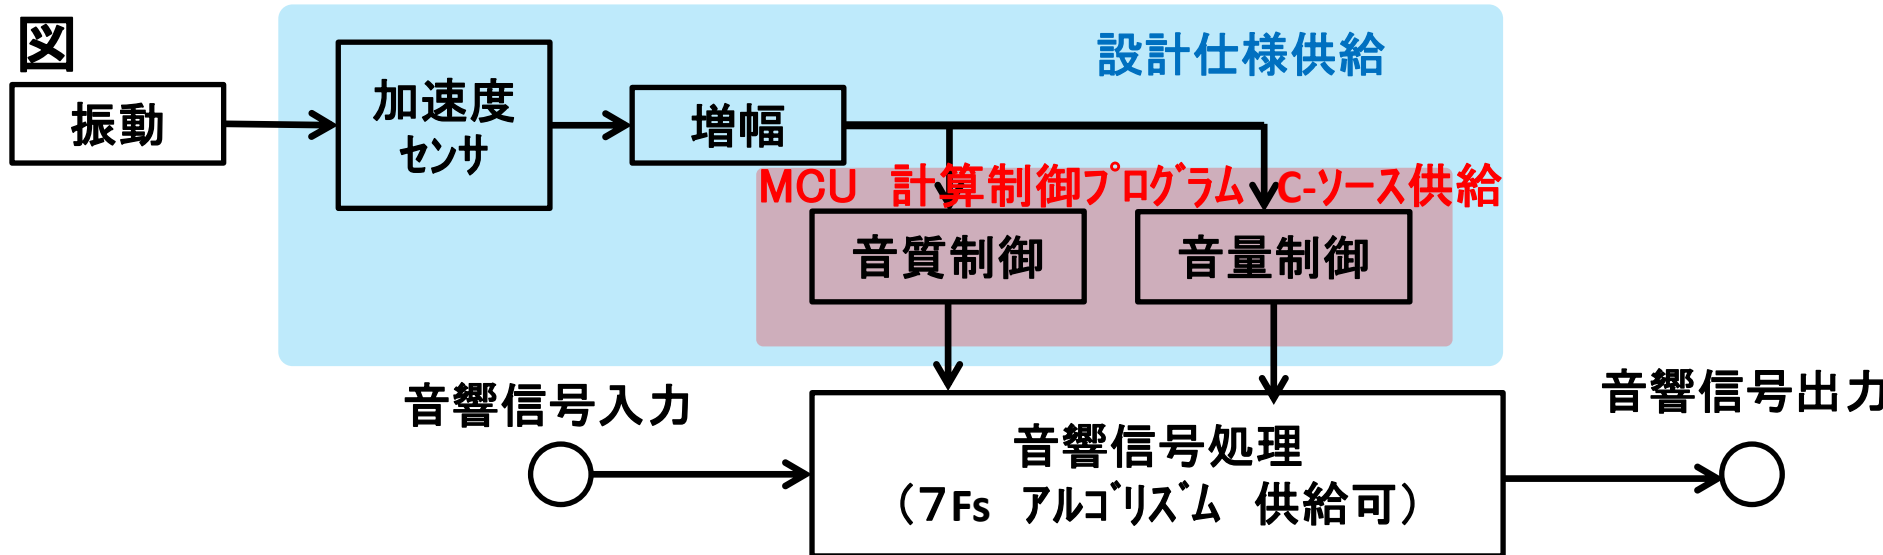 図
設計仕様供給
振動
加速度
センサ
増幅
MCU 計算制御プログラム C-ソース供給
音質制御
音量制御
音響信号入力
音響信号出力
音響信号処理
（７Fs アルゴリズム 供給可）